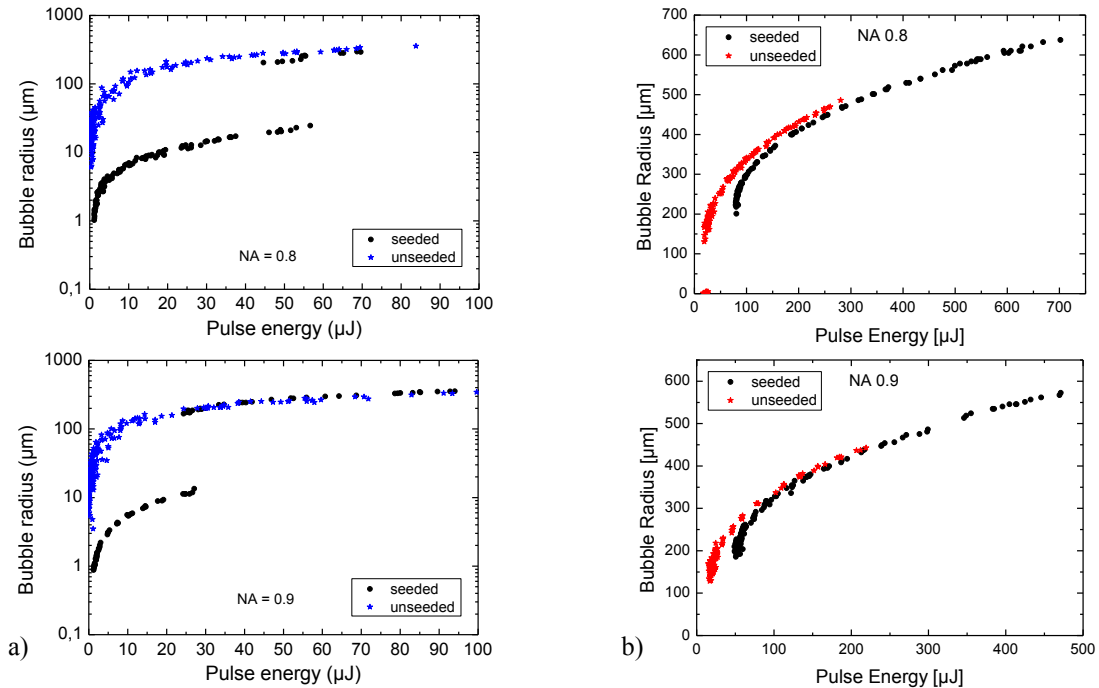 1000
100
10
1
0,1
Bubble radius (µm)
seeded
unseeded
NA = 0.8
0 10 20 30 40 50 60 70 80 90 100
Pulse energy (µJ)
700
600
500
400
300
200
100
0
Bubble Radius [µm]
seeded
unseeded
NA 0.8
0 100 200 300 400 500 600 700
Pulse Energy [µJ]
1000
100
10
1
0,1
Bubble radius (µm)
seeded
unseeded
NA = 0.9
0 10 20 30 40 50 60 70 80 90 100
Pulse energy (µJ)
a)
600
500
400
300
200
100
0
Bubble Radius [µm]
seeded
unseeded
NA 0.9
0 100 200 300 400 500
Pulse Energy [µJ]
b)